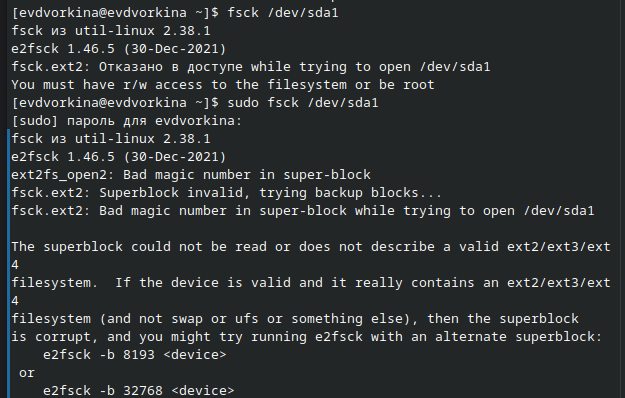 [evdvorkina@evdvorkina ~]$ fsck /dev/sda1
fsck из util-linux 2.38.1
e2fsck 1.46.5 (30-Dec-2021)
fsck.ext2: Отказано в доступе while trying to open /dev/sda1
You must have r/w access to the filesystem or be root
[evdvorkina@evdvorkina ~]$ sudo fsck /dev/sda1
[sudo] пароль для evdvorkina:
fsck из util-linux 2.38.1
e2fsck 1.46.5 (30-Dec-2021)
ext2fs_open2: Bad magic number in super-block
fsck.ext2: Superblock invalid, trying backup blocks...
fsck.ext2: Bad magic number in super-block while trying to open /dev/sda1

The superblock could not be read or does not describe a valid ext2/ext3/ext
4
filesystem.  If the device is valid and it really contains an ext2/ext3/ext
4
filesystem (and not swap or ufs or something else), then the superblock
is corrupt, and you might try running e2fsck with an alternate superblock:
    e2fsck -b 8193 <device>
 or
    e2fsck -b 32768 <device>